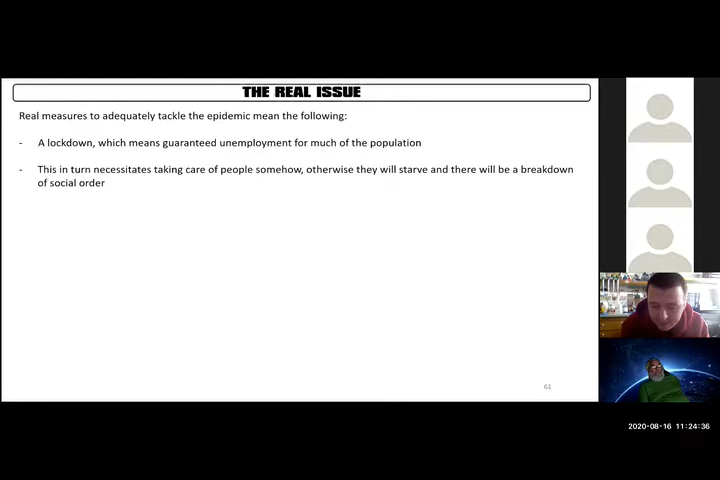 THE REAL ISSUE
Real measures to adequately tackle the epidemic mean the following:
- A lockdown, which means guaranteed unemployment for much of the population
- This in turn necessitates taking care of people somehow, otherwise they will starve and there will be a breakdown
of social order
61
2020-08-16 11:24:36